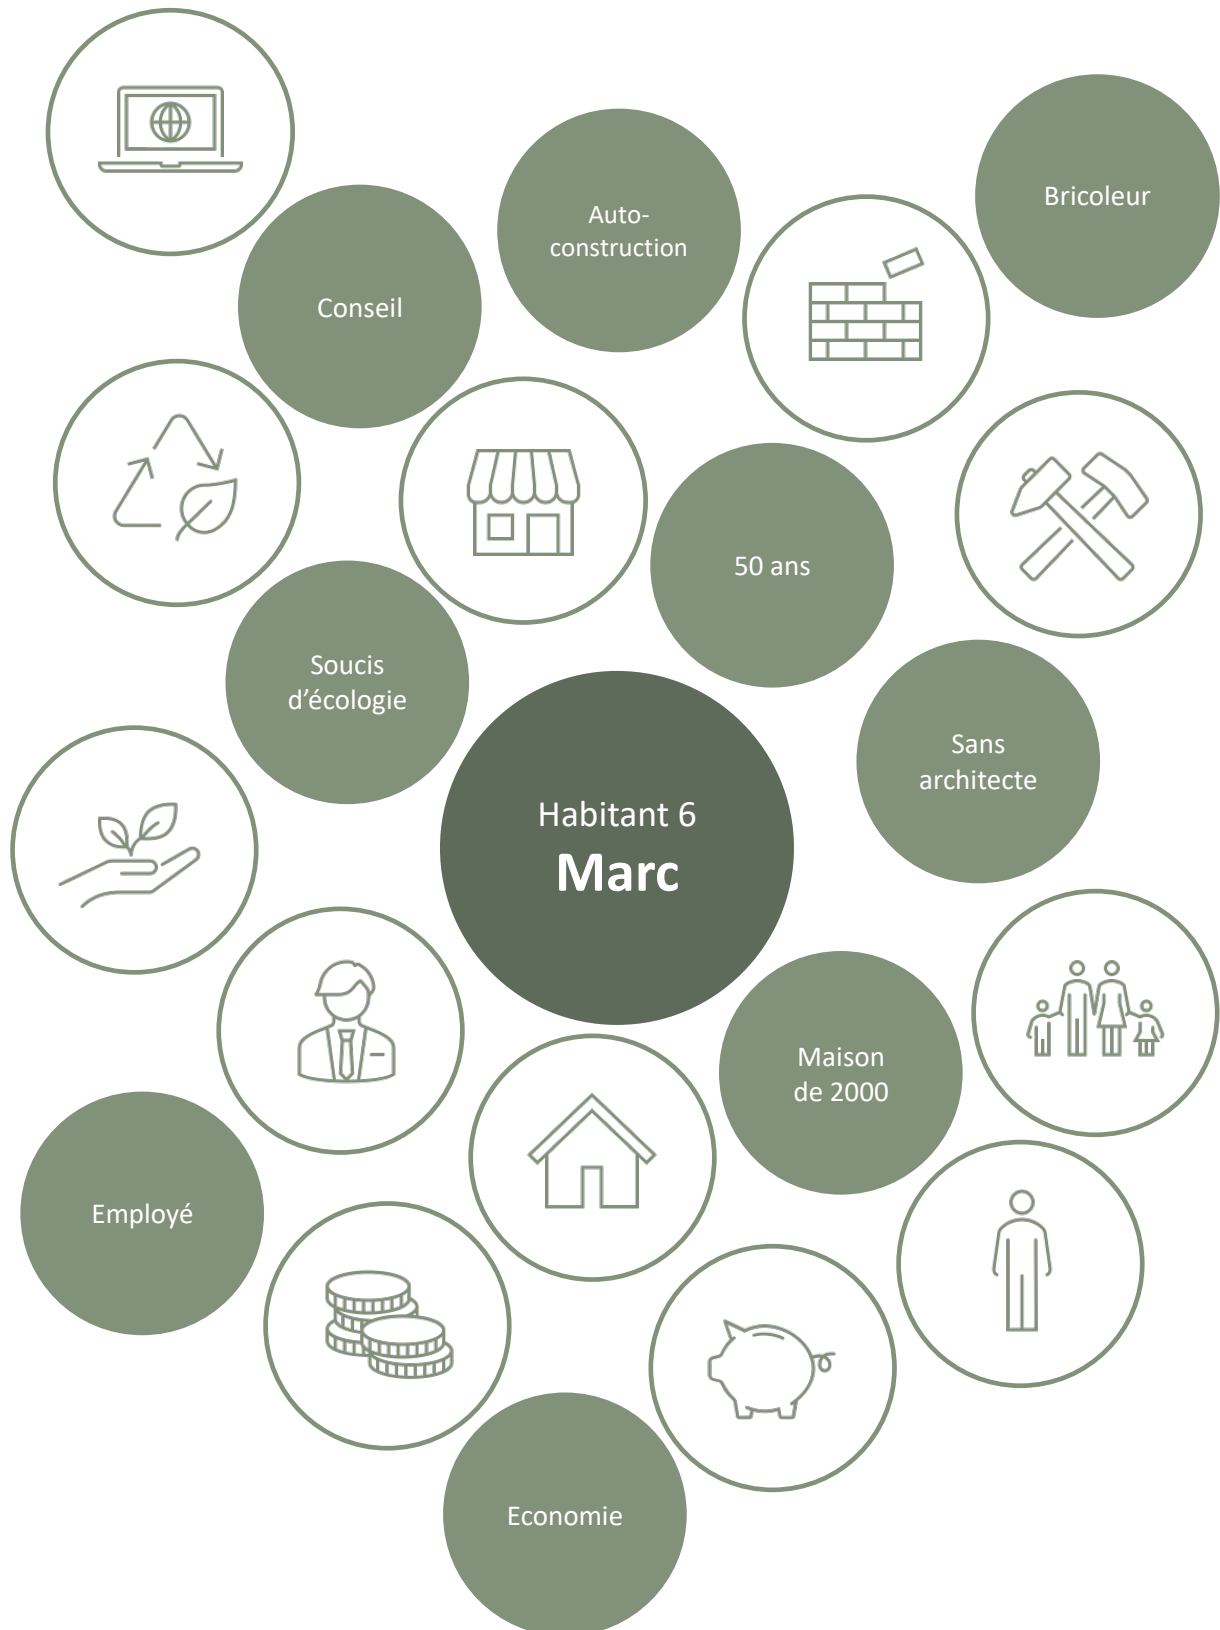 Bricoleur
Auto-
construction
Conseil
50 ans
Soucis
d'écologie
Sans
architecte
Habitant 6
Marc
Maison
de 2000
Employé
Economie